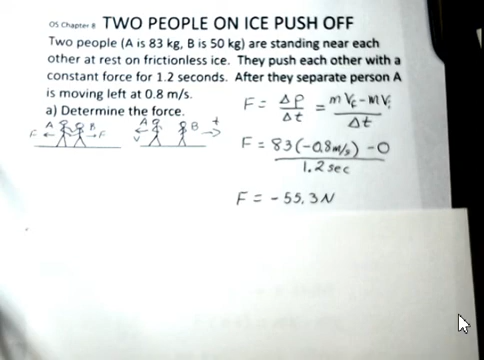 OS Chapter 8 TWO PEOPLE ON ICE PUSH OFF
Two people (A is 83 kg, B is 50 kg) are standing near each
other at rest on frictionless ice. They push each other with a
constant force for 1.2 seconds. After they separate person A
is moving left at 0.8 m/s.
a) Determine the force.
F = Δp/Δt = mVf - mVi/Δt
A B A B +
F F V
F = 83(-0.8m/s) - 0
1.2 sec
F = -55.3N